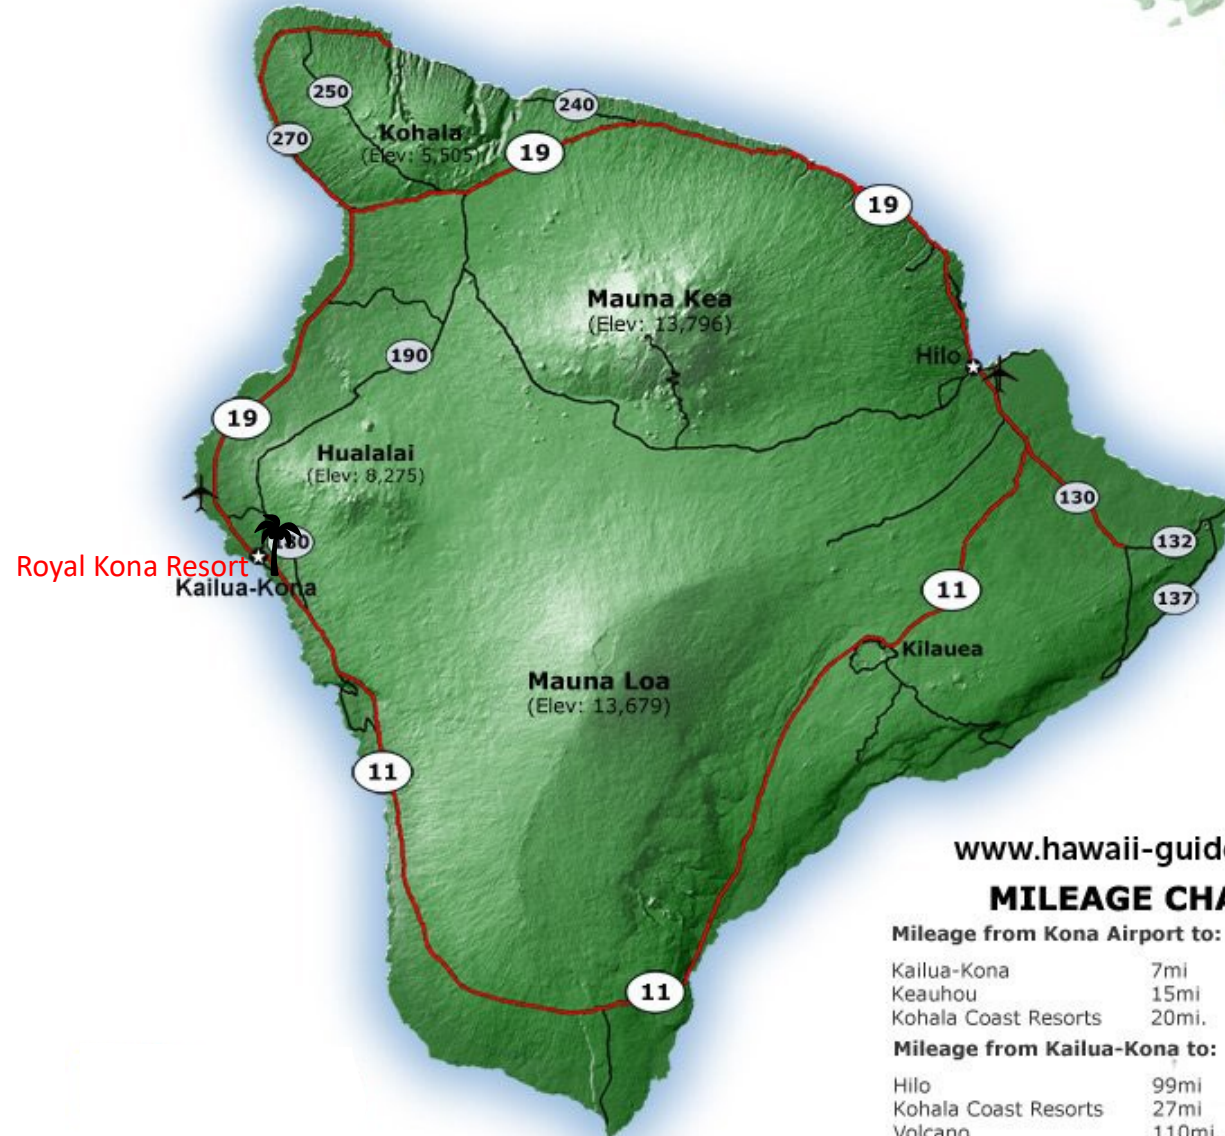 250
240
270
Kohala
(Elev: 5,505)
19
19
Mauna Kea
(Elev: 13,796)
190
Hilo
19
Hualalai
(Elev: 8,275)
130
180
132
Royal Kona Resort
Kailua-Kona
11
137
Kilauea
Mauna Loa
(Elev: 13,679)
11
www.hawaii-guid
MILEAGE CHA
Mileage from Kona Airport to:
Kailua-Kona 7mi
Keauhou 15mi
Kohala Coast Resorts 20mi.
11
Mileage from Kailua-Kona to:
Hilo 99mi
Kohala Coast Resorts 27mi
Volcano 110mi